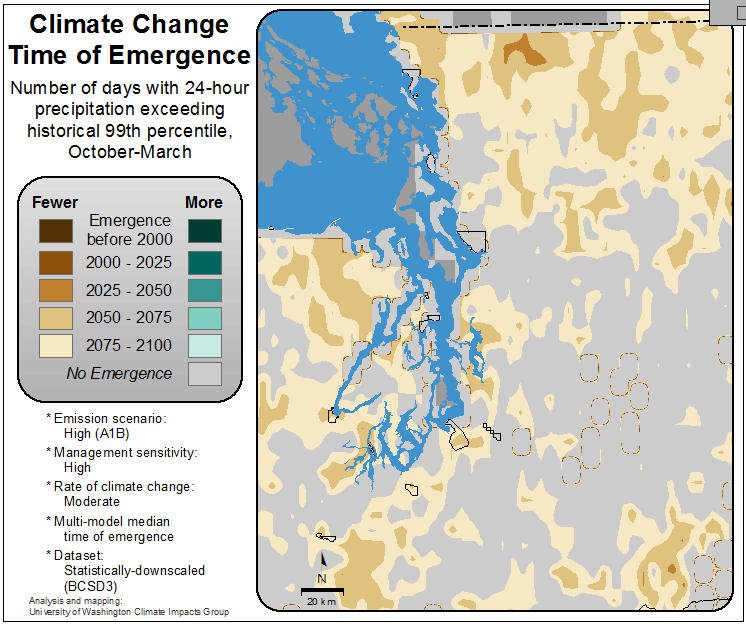 Climate Change
Time of Emergence
Number of days with 24-hour
precipitation exceeding
historical 99th percentile,
October-March
Fewer
More
Emergence
before 2000
2000 - 2025
2025 - 2050
2050 - 2075
2075 - 2100
No Emergence
* Emission scenario:
High (A1B)
* Management sensitivity:
High
* Rate of climate change:
Moderate
* Multi-model median
time of emergence
* Dataset:
Statistically-downscaled
(BCSD3)
Analysis and mapping:
University of Washington Climate Impacts Group
N
20 km